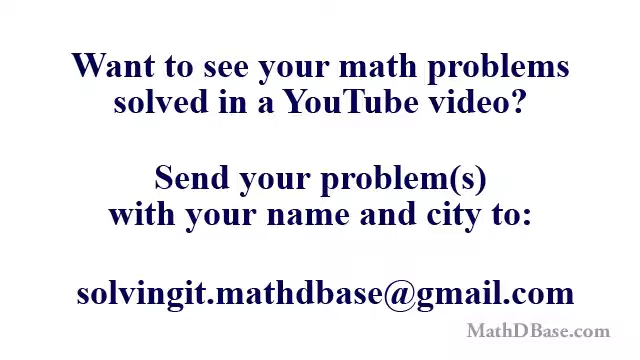 Want to see your math problems
solved in a YouTube video?
Send your problem(s)
with your name and city to:
solvingit.mathdbase@gmail.com
MathDBase.com